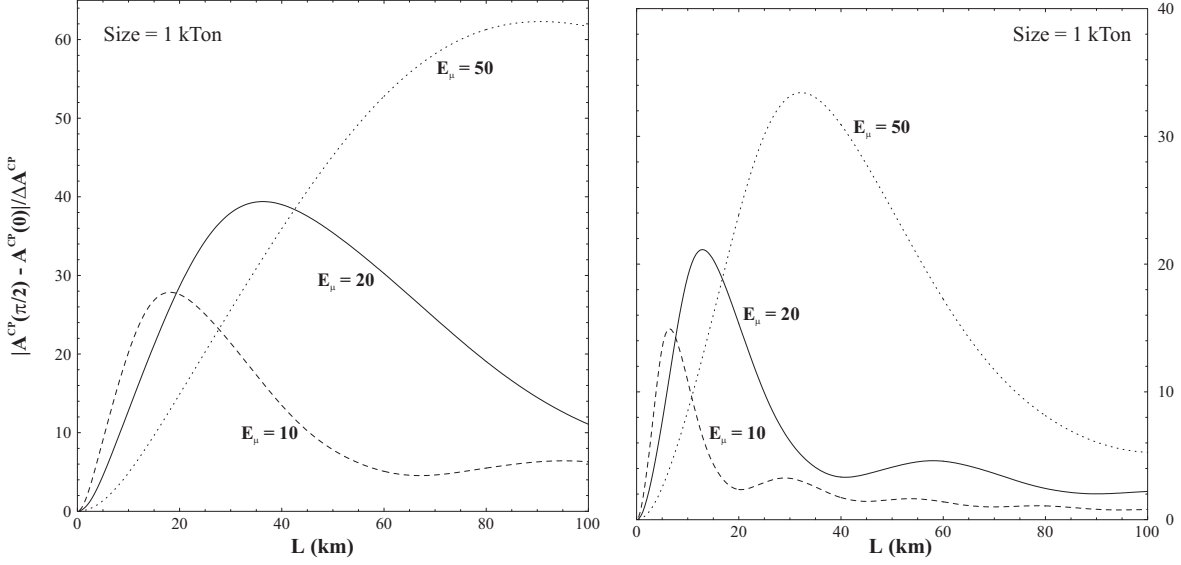 Size = 1 kTon
E_μ = 50
E_μ = 20
E_μ = 10
|A^CP(π/2) - A^CP(0)|/ΔA^CP
60
50
40
30
20
10
0
0 20 40 60 80 100
L (km)
Size = 1 kTon
E_μ = 50
E_μ = 20
E_μ = 10
40
30
20
10
0
0 20 40 60 80 100
L (km)